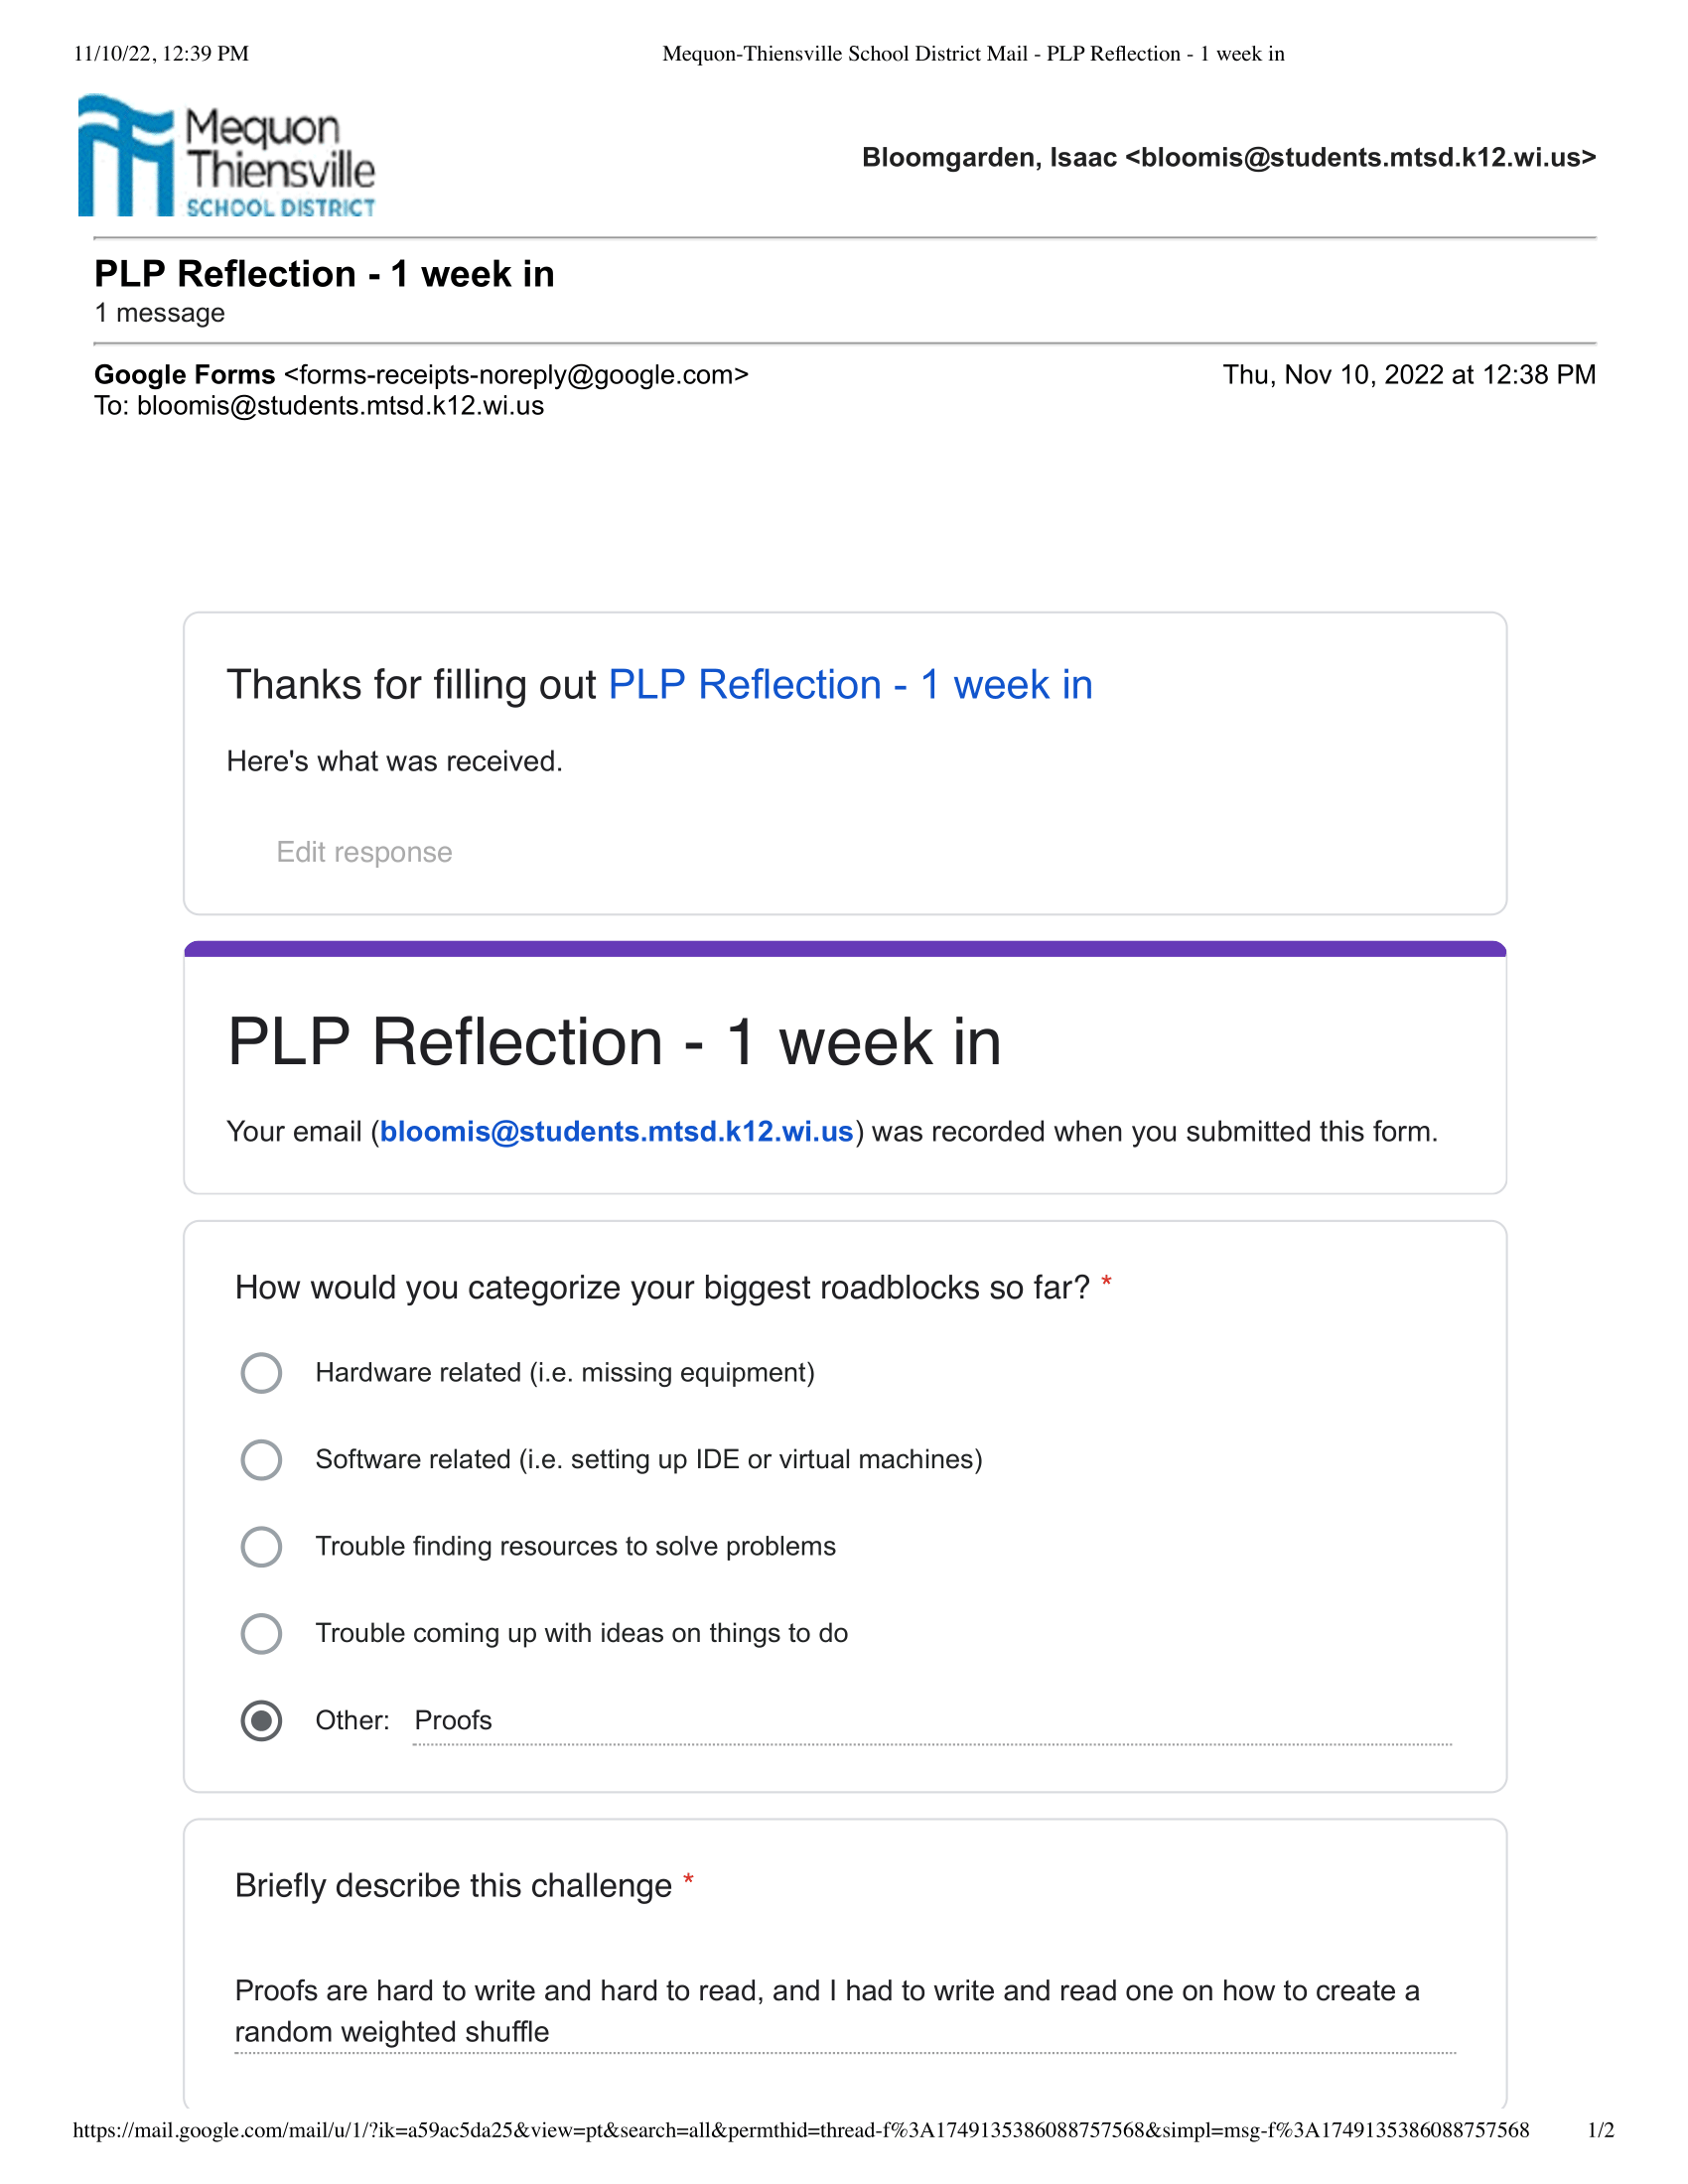 11/10/22, 12:39 PM
Mequon-Thiensville School District Mail - PLP Reflection - 1 week in
Mequon
Thiensville
SCHOOL DISTRICT
Bloomgarden, Isaac <bloomis@students.mtsd.k12.wi.us>
PLP Reflection - 1 week in
1 message
Google Forms <forms-receipts-noreply@google.com>
Thu, Nov 10, 2022 at 12:38 PM
To: bloomis@students.mtsd.k12.wi.us
Thanks for filling out PLP Reflection - 1 week in
Here's what was received.
Edit response
PLP Reflection - 1 week in
Your email (bloomis@students.mtsd.k12.wi.us) was recorded when you submitted this form.
How would you categorize your biggest roadblocks so far? *
Hardware related (i.e. missing equipment)
Software related (i.e. setting up IDE or virtual machines)
Trouble finding resources to solve problems
Trouble coming up with ideas on things to do
Other: Proofs
Briefly describe this challenge *
Proofs are hard to write and hard to read, and I had to write and read one on how to create a
random weighted shuffle
https://mail.google.com/mail/u/1/?ik=a59ac5da25&view=pt&search=all&permthid=thread-f%3A1749135386088757568&simpl=msg-f%3A1749135386088757568
1/2